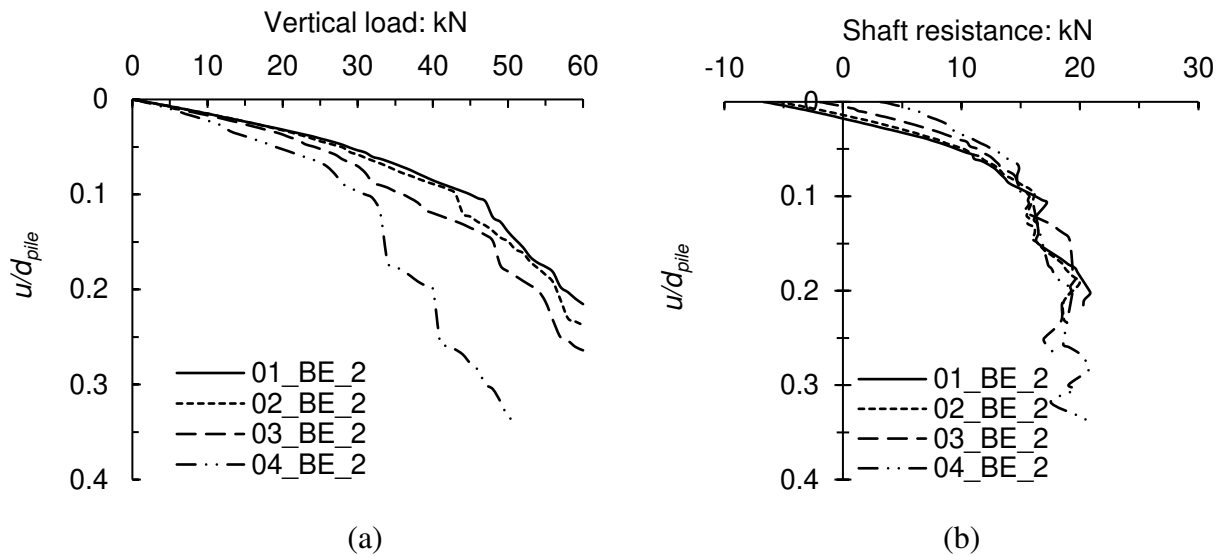 Vertical load: kN
0 10 20 30 40 50 60
0
0.1
0.2
0.3
0.4
u/d_pile
01_BE_2
02_BE_2
03_BE_2
04_BE_2
(a)
Shaft resistance: kN
-10 0 10 20 30
0
0.1
0.2
0.3
0.4
u/d_pile
01_BE_2
02_BE_2
03_BE_2
04_BE_2
(b)